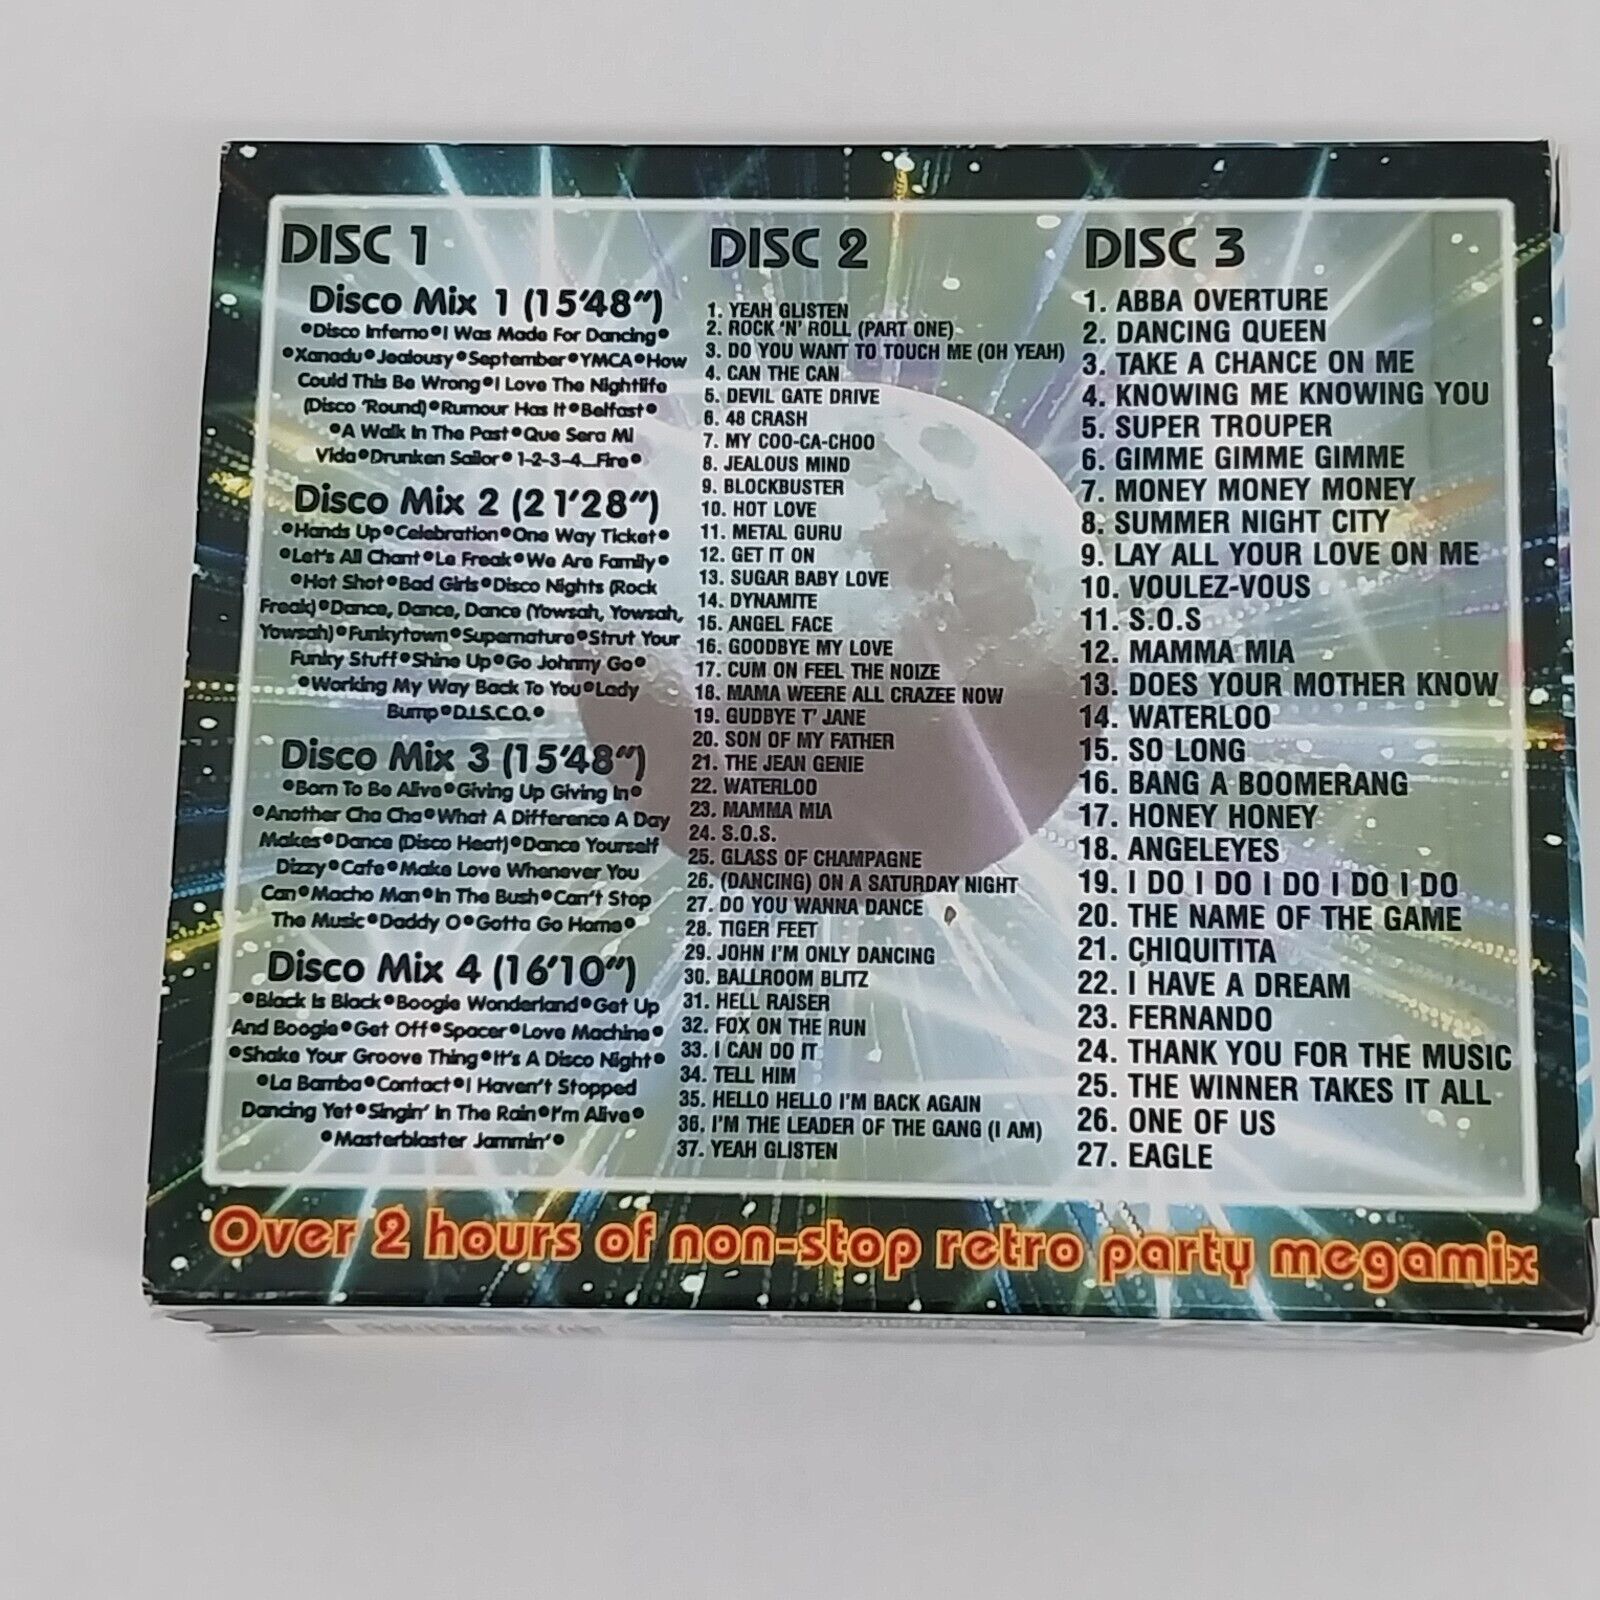 DISC 1
Disco Mix 1 (15'48")
•Disco Inferno•I Was Made For Dancing•
•Xanadu•Jealousy•September•YMCA•How
Could This Be Wrong•I Love The Nightlife
(Disco 'Round)•Rumour Has It•Belfast•
•A Walk In The Past•Que Sera Mi
Vida•Drunken Sailor•1-2-3-4...Fire•
Disco Mix 2 (21'28")
•Hands Up•Celebration•One Way Ticket•
•Let's All Chant•Le Freak•We Are Family•
•Hot Shot•Bad Girls•Disco Nights (Rock
Freak)•Dance, Dance, Dance (Yowsah, Yowsah,
Yowsah)•Funkytown•Supernature•Strut Your
Funky Stuff•Shine Up•Go Johnny Go•
•Working My Way Back To You•Lady
Bump•D.I.S.C.O.•
Disco Mix 3 (15'48")
•Born To Be Alive•Giving Up Giving In•
•Another Cha Cha•What A Difference A Day
Makes•Dance (Disco Heat)•Dance Yourself
Dizzy•Cafe•Make Love Whenever You
Can•Macho Man•In The Bush•Can't Stop
The Music•Daddy O•Gotta Go Home•
Disco Mix 4 (16'10")
•Black Is Black•Boogie Wonderland•Get Up
And Boogie•Get Off•Spacer•Love Machine•
•Shake Your Groove Thing•It's A Disco Night•
•La Bamba•Contact•I Haven't Stopped
Dancing Yet•Singin' In The Rain•I'm Alive•
•Masterblaster Jammin'•
DISC 2
1. YEAH GLISTEN
2. ROCK 'N' ROLL (PART ONE)
3. DO YOU WANT TO TOUCH ME (OH YEAH)
4. CAN THE CAN
5. DEVIL GATE DRIVE
6. 48 CRASH
7. MY COO-CA-CHOO
8. JEALOUS MIND
9. BLOCKBUSTER
10. HOT LOVE
11. METAL GURU
12. GET IT ON
13. SUGAR BABY LOVE
14. DYNAMITE
15. ANGEL FACE
16. GOODBYE MY LOVE
17. CUM ON FEEL THE NOIZE
18. MAMA WEERE ALL CRAZEE NOW
19. GUDBYE T' JANE
20. SON OF MY FATHER
21. THE JEAN GENIE
22. WATERLOO
23. MAMMA MIA
24. S.O.S.
25. GLASS OF CHAMPAGNE
26. (DANCING) ON A SATURDAY NIGHT
27. DO YOU WANNA DANCE
28. TIGER FEET
29. JOHN I'M ONLY DANCING
30. BALLROOM BLITZ
31. HELL RAISER
32. FOX ON THE RUN
33. I CAN DO IT
34. TELL HIM
35. HELLO HELLO I'M BACK AGAIN
36. I'M THE LEADER OF THE GANG (I AM)
37. YEAH GLISTEN
DISC 3
1. ABBA OVERTURE
2. DANCING QUEEN
3. TAKE A CHANCE ON ME
4. KNOWING ME KNOWING YOU
5. SUPER TROUPER
6. GIMME GIMME GIMME
7. MONEY MONEY MONEY
8. SUMMER NIGHT CITY
9. LAY ALL YOUR LOVE ON ME
10. VOULEZ-VOUS
11. S.O.S
12. MAMMA MIA
13. DOES YOUR MOTHER KNOW
14. WATERLOO
15. SO LONG
16. BANG A BOOMERANG
17. HONEY HONEY
18. ANGELEYES
19. I DO I DO I DO I DO I DO
20. THE NAME OF THE GAME
21. CHIQUITITA
22. I HAVE A DREAM
23. FERNANDO
24. THANK YOU FOR THE MUSIC
25. THE WINNER TAKES IT ALL
26. ONE OF US
27. EAGLE
Over 2 hours of non-stop retro party megamix